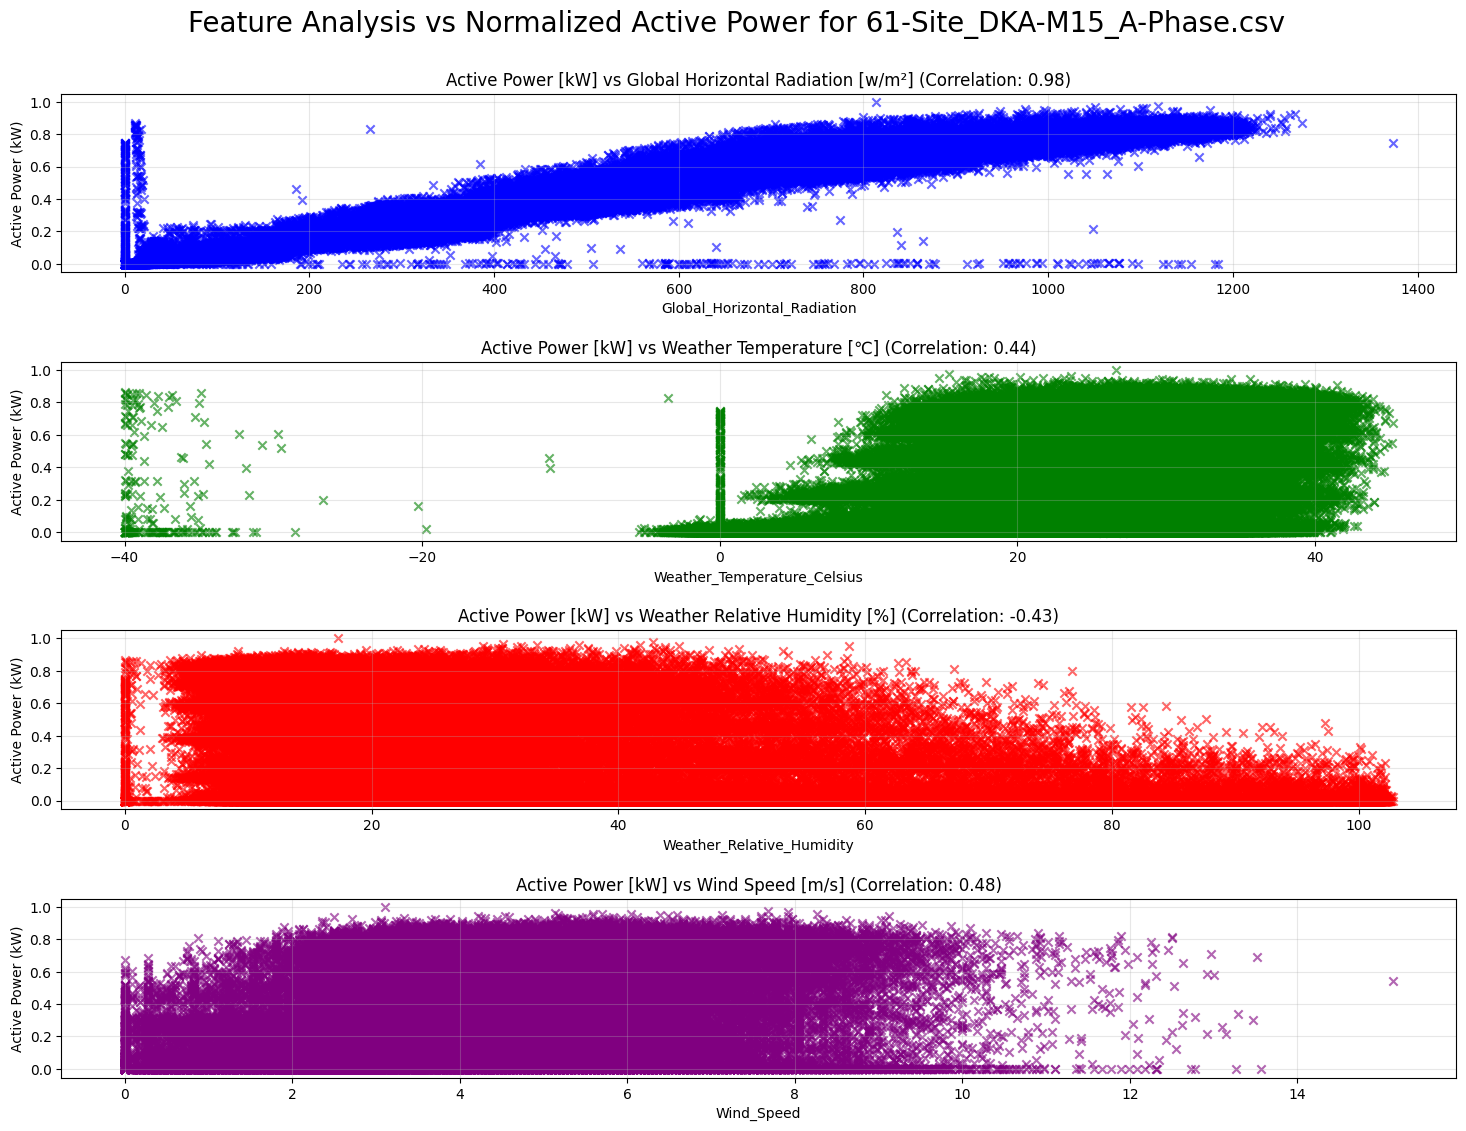 Feature Analysis vs Normalized Active Power for 61-Site_DKA-M15_A-Phase.csv
Active Power [kW] vs Global Horizontal Radiation [w/m²] (Correlation: 0.98)
Active Power (kW)
1.0
0.8
0.6
0.4
0.2
0.0
0 200 400 600 800 1000 1200 1400
Global_Horizontal_Radiation
Active Power [kW] vs Weather Temperature [℃] (Correlation: 0.44)
Active Power (kW)
1.0
0.8
0.6
0.4
0.2
0.0
−40 −20 0 20 40
Weather_Temperature_Celsius
Active Power [kW] vs Weather Relative Humidity [%] (Correlation: -0.43)
Active Power (kW)
1.0
0.8
0.6
0.4
0.2
0.0
0 20 40 60 80 100
Weather_Relative_Humidity
Active Power [kW] vs Wind Speed [m/s] (Correlation: 0.48)
Active Power (kW)
1.0
0.8
0.6
0.4
0.2
0.0
0 2 4 6 8 10 12 14
Wind_Speed